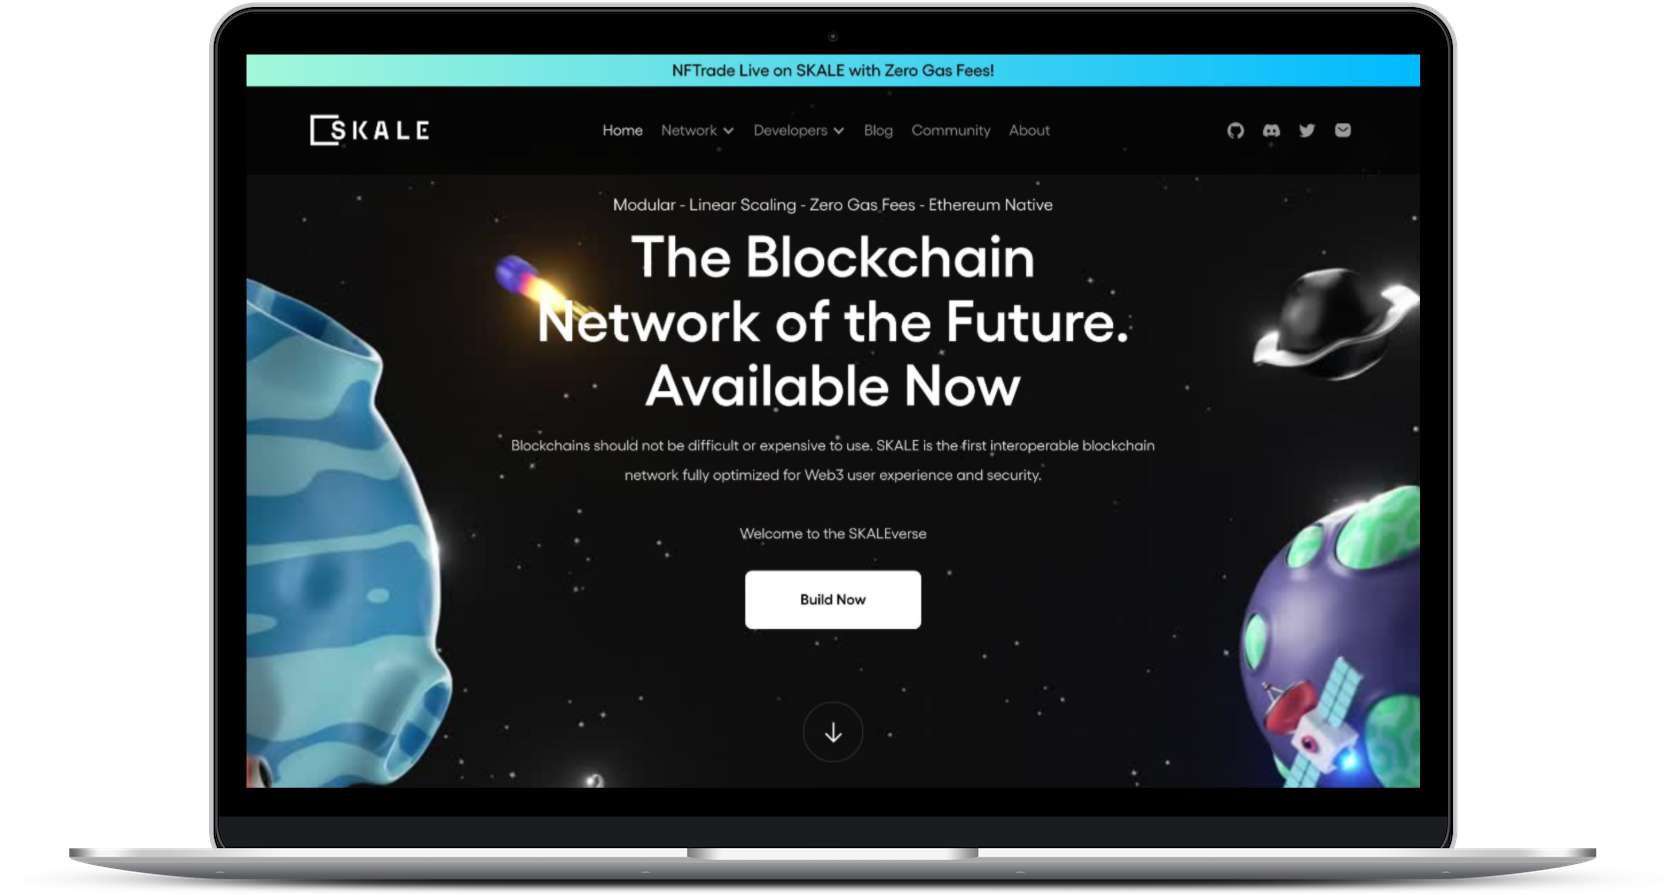 NFTrade Live on SKALE with Zero Gas Fees!
SKALE
Home Network Developers Blog Community About
Modular - Linear Scaling - Zero Gas Fees - Ethereum Native
The Blockchain
Network of the Future.
Available Now
Blockchains should not be difficult or expensive to use. SKALE is the first interoperable blockchain
network fully optimized for Web3 user experience and security.
Welcome to the SKALEverse
Build Now